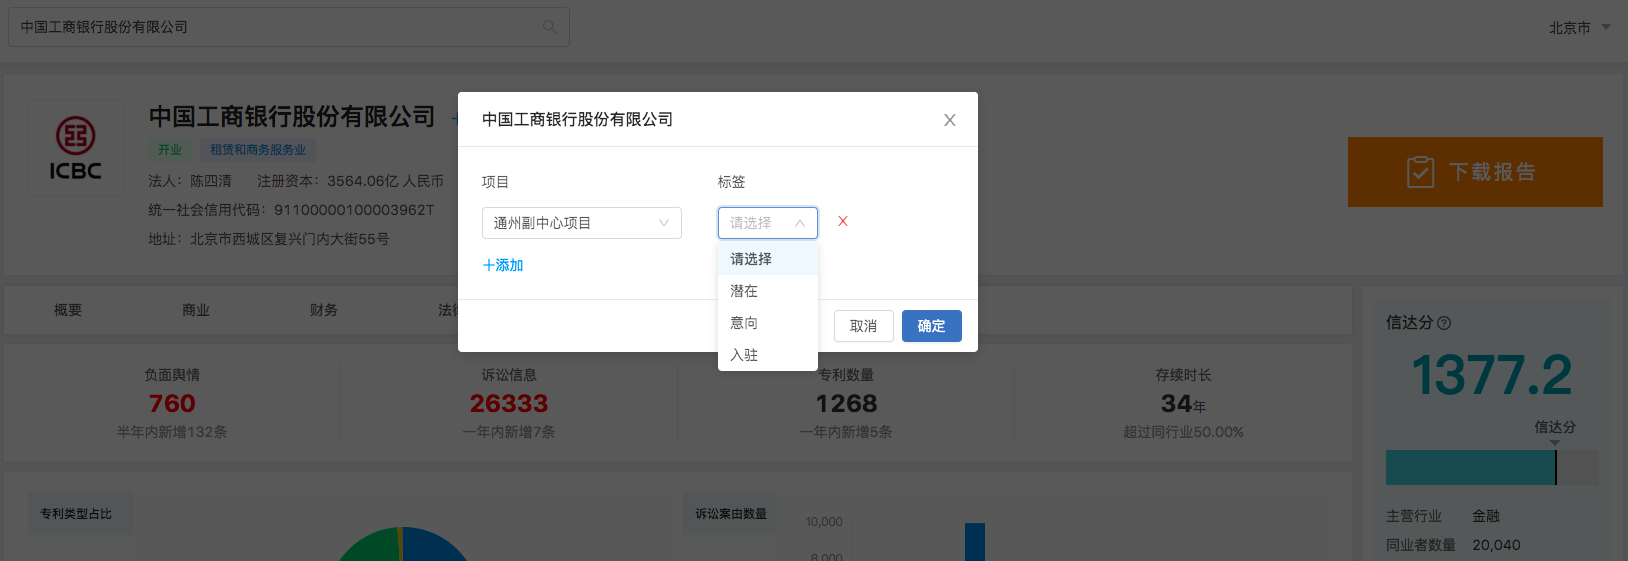 中国工商银行股份有限公司
北京市
中国工商银行股份有限公司
开业 租赁和商务服务业
法人：陈四清 注册资本：3564.06亿 人民币
统一社会信用代码：91100000100003962T
地址：北京市西城区复兴门内大街55号
ICBC
下载报告
中国工商银行股份有限公司
项目 标签
通州副中心项目 请选择
+添加
请选择
潜在
意向
入驻
取消 确定
概要 商业 财务
负面舆情 诉讼信息 专利数量 存续时长
760 26333 1268 34年
半年内新增132条 一年内新增7条 一年内新增5条 超过同行业50.00%
信达分
1377.2
信达分
主营行业 金融
同业者数量 20,040
专利类型占比
诉讼案由数量
10,000
8,000